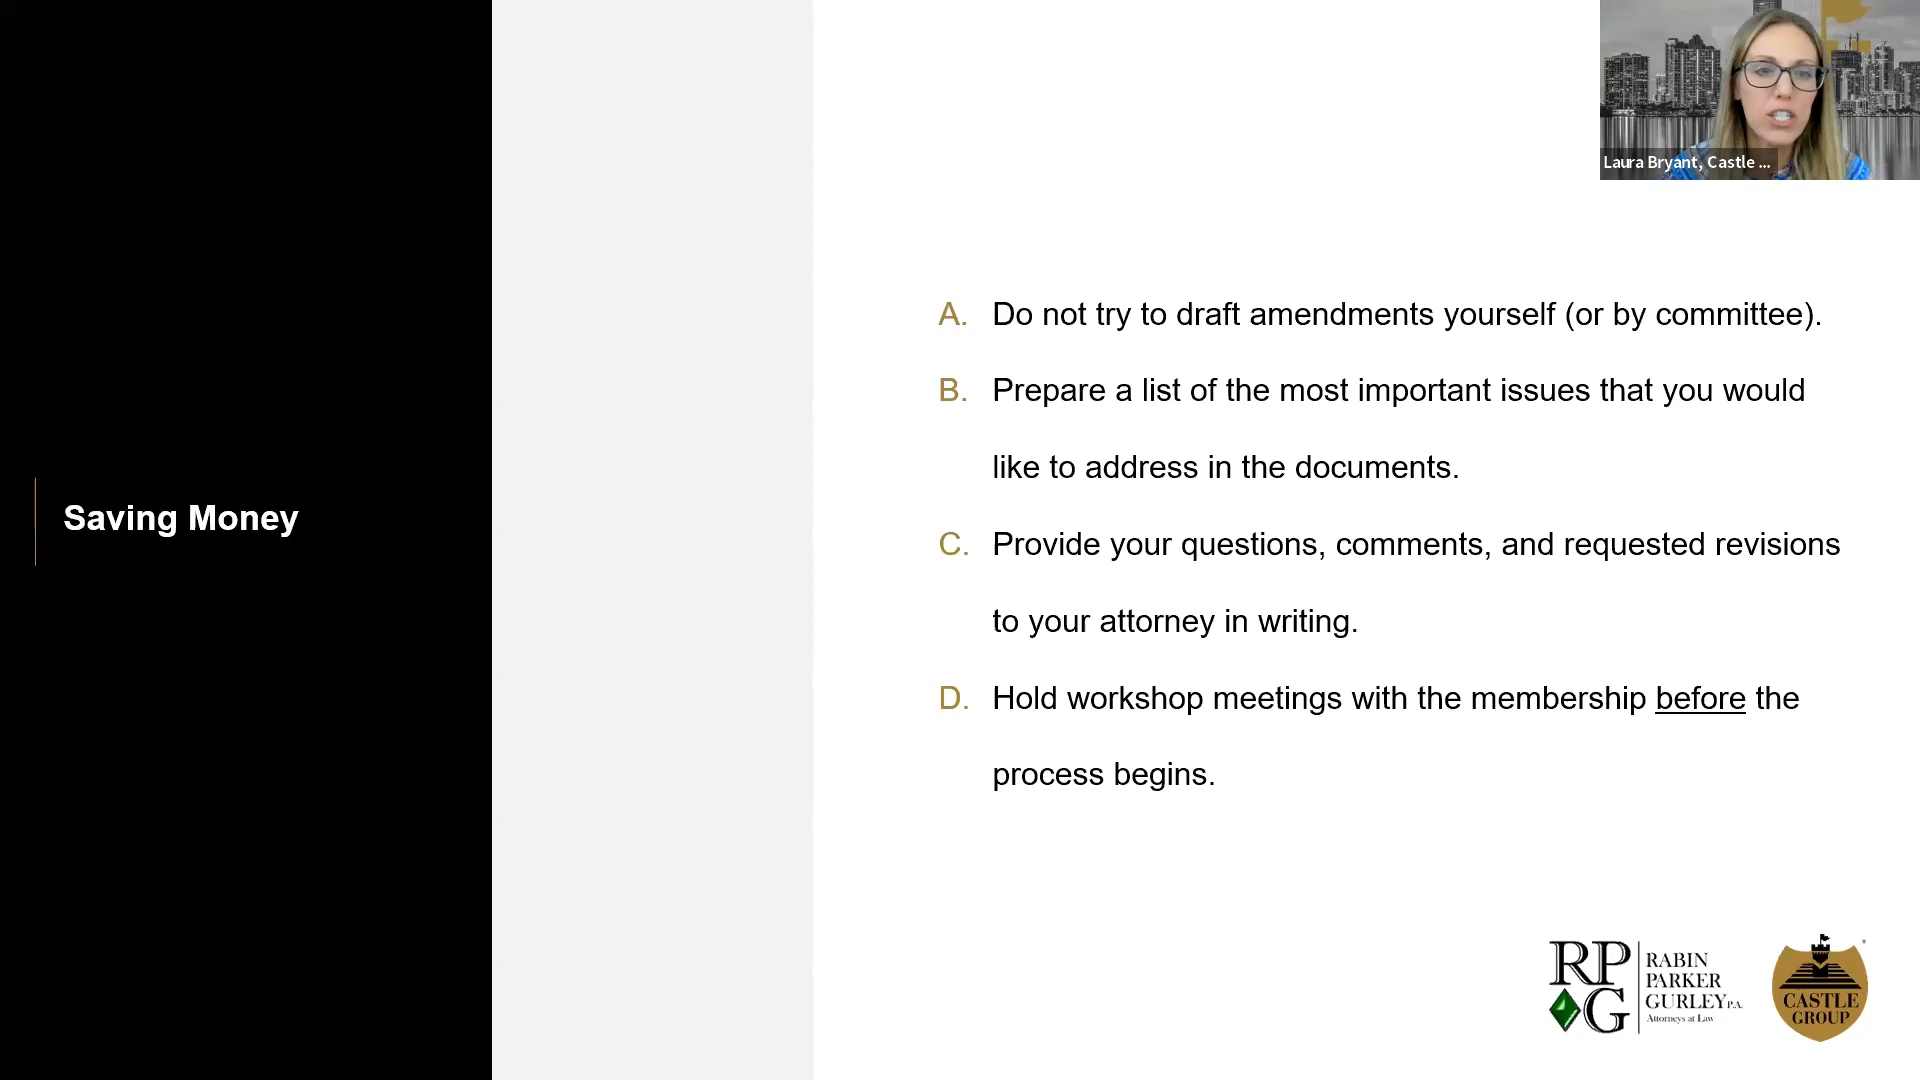 Laura Bryant, Castle ...
Saving Money
A. Do not try to draft amendments yourself (or by committee).
B. Prepare a list of the most important issues that you would
like to address in the documents.
C. Provide your questions, comments, and requested revisions
to your attorney in writing.
D. Hold workshop meetings with the membership before the
process begins.
RPG
RABIN
PARKER
GURLEY P.A.
Attorneys at Law
CASTLE
GROUP
®